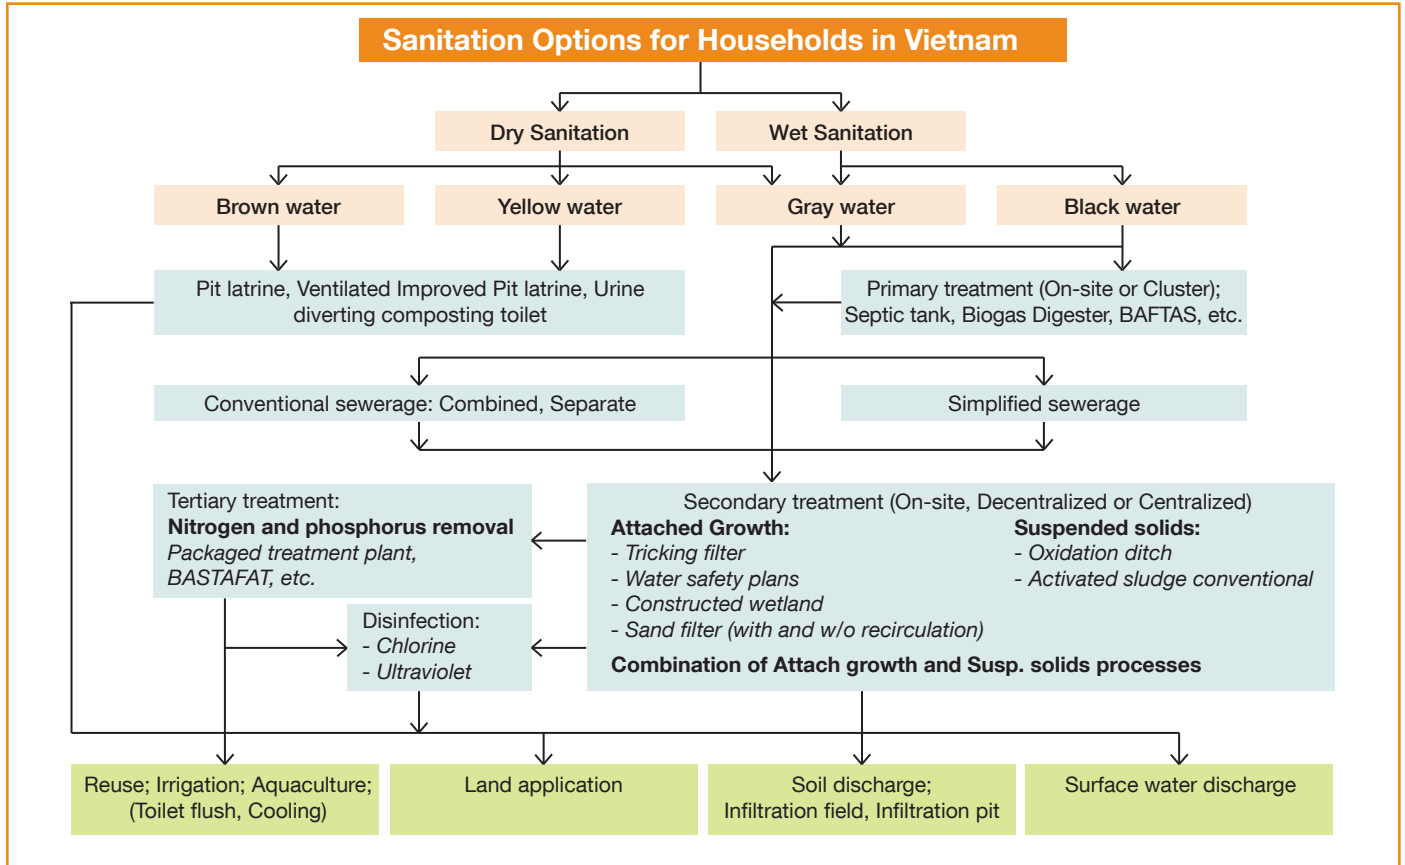 Sanitation Options for Households in Vietnam
Dry Sanitation
Wet Sanitation
Brown water
Yellow water
Gray water
Black water
Pit latrine, Ventilated Improved Pit latrine, Urine
diverting composting toilet
Primary treatment (On-site or Cluster);
Septic tank, Biogas Digester, BAFTAS, etc.
Conventional sewerage: Combined, Separate
Simplified sewerage
Tertiary treatment:
Nitrogen and phosphorus removal
Packaged treatment plant,
BASTAFAT, etc.
Secondary treatment (On-site, Decentralized or Centralized)
Attached Growth:
- Tricking filter
- Water safety plans
- Constructed wetland
- Sand filter (with and w/o recirculation)
Suspended solids:
- Oxidation ditch
- Activated sludge conventional
Combination of Attach growth and Susp. solids processes
Disinfection:
- Chlorine
- Ultraviolet
Reuse; Irrigation; Aquaculture;
(Toilet flush, Cooling)
Land application
Soil discharge;
Infiltration field, Infiltration pit
Surface water discharge